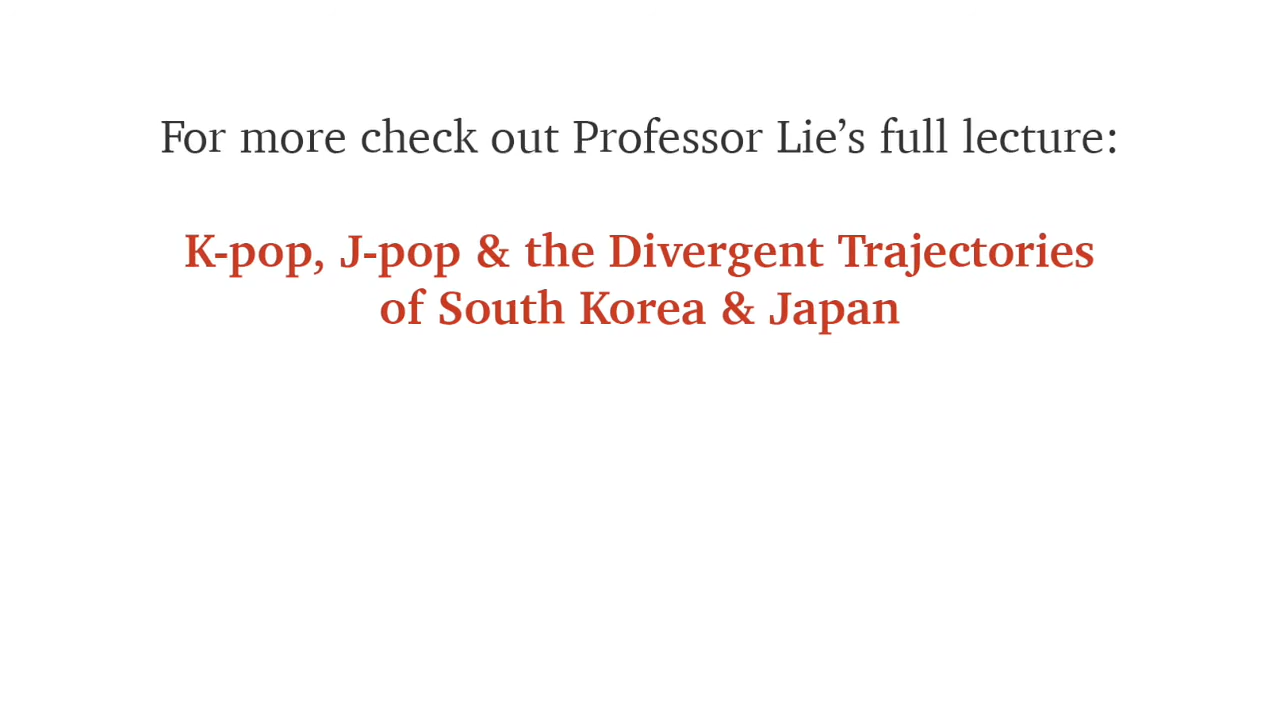 For more check out Professor Lie’s full lecture:
K-pop, J-pop & the Divergent Trajectories
of South Korea & Japan